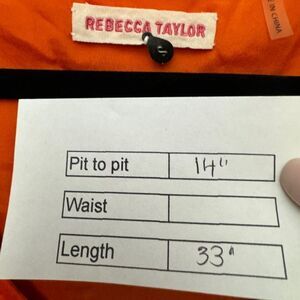 REBECCA TAYLOR
IN CHINA
Pit to pit 14"
Waist
Length 33"